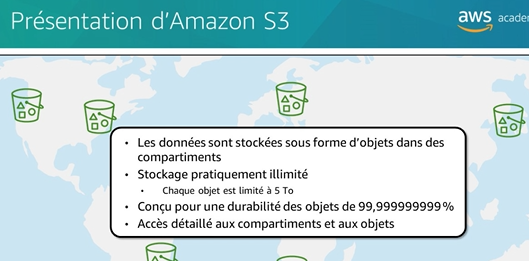 Présentation d'Amazon S3
aws academ
• Les données sont stockées sous forme d'objets dans des
compartiments
• Stockage pratiquement illimité
• Chaque objet est limité à 5 To
• Conçu pour une durabilité des objets de 99,999999999%
• Accès détaillé aux compartiments et aux objets